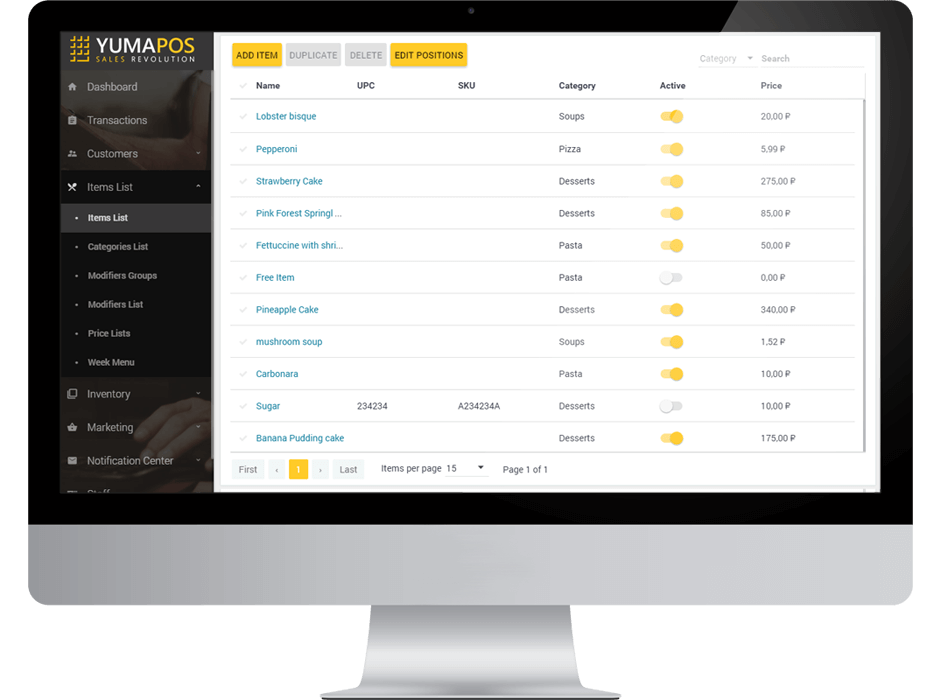 YUMAPOS
SALES REVOLUTION
Dashboard
Transactions
Customers
Items List
Items List
Categories List
Modifiers Groups
Modifiers List
Price Lists
Week Menu
Inventory
Marketing
Notification Center
ADD ITEM DUPLICATE DELETE EDIT POSITIONS
Category Search
Name UPC SKU Category Active Price
Lobster bisque Soups 20,00 ₽
Pepperoni Pizza 5,99 ₽
Strawberry Cake Desserts 275,00 ₽
Pink Forest Springl ... Desserts 85,00 ₽
Fettuccine with shri... Pasta 50,00 ₽
Free Item Pasta 0,00 ₽
Pineapple Cake Desserts 340,00 ₽
mushroom soup Soups 1,52 ₽
Carbonara Pasta 10,00 ₽
Sugar 234234 A234234A Desserts 10,00 ₽
Banana Pudding cake Desserts 175,00 ₽
First ‹ 1 › Last Items per page 15 Page 1 of 1